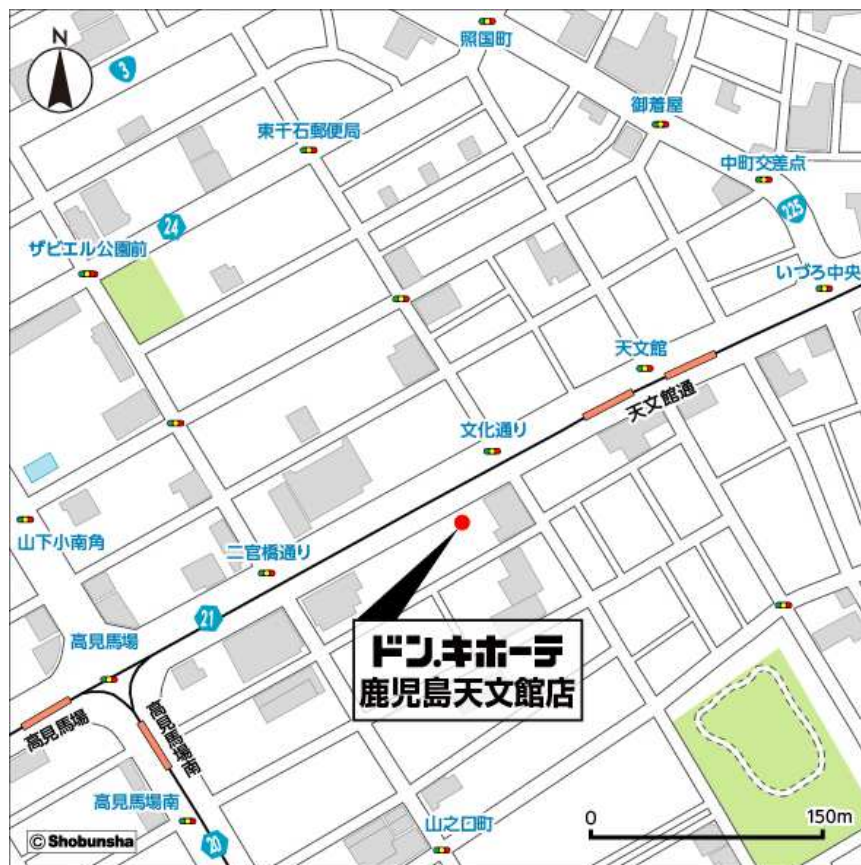 N
照国町
3
御着屋
東千石郵便局
中町交差点
225
24
ザビエル公園前
いづろ中央
天文館
天文館通
文化通り
山下小南角
二官橋通り
21
高見馬場
ドン.キホーテ
鹿児島天文館店
高見馬場
高見馬場南
高見馬場南
山之口町
20
0
150m
© Shobunsha